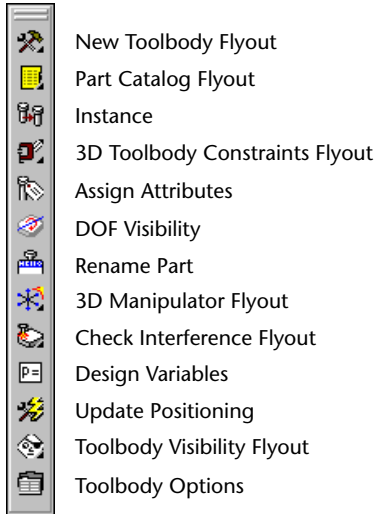 New Toolbody Flyout
Part Catalog Flyout
Instance
3D Toolbody Constraints Flyout
Assign Attributes
DOF Visibility
Rename Part
3D Manipulator Flyout
Check Interference Flyout
P=
Design Variables
Update Positioning
Toolbody Visibility Flyout
Toolbody Options